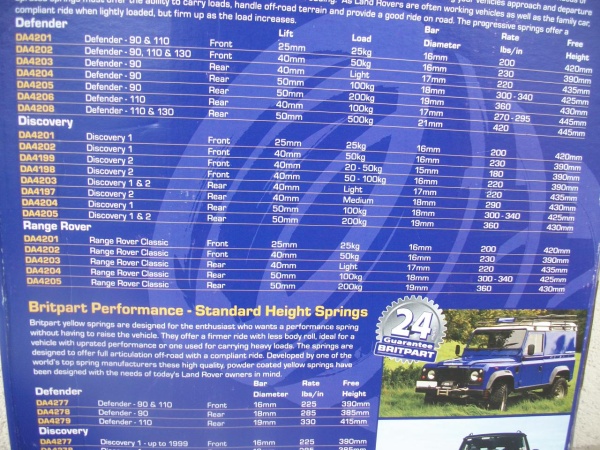 compliant ride when lightly loaded, but firm up as the load increases.
Lift Load Bar Diameter Rate lbs/in Free Height
Defender
DA4201 Defender - 90 & 110 Front 25mm 25kg 16mm 200 420mm
DA4202 Defender - 90, 110 & 130 Front 40mm 50kg 16mm 230 390mm
DA4203 Defender - 90 Rear 40mm Light 17mm 220 435mm
DA4204 Defender - 90 Rear 50mm 100kg 18mm 300 - 340 425mm
DA4205 Defender - 90 Rear 50mm 200kg 19mm 360 430mm
DA4206 Defender - 110 Rear 40mm 100kg 19mm 270 - 295 445mm
DA4208 Defender - 110 & 130 Rear 50mm 500kg 21mm 420 445mm
Discovery
DA4201 Discovery 1 Front 25mm 25kg 16mm 200 420mm
DA4202 Discovery 1 Front 40mm 50kg 16mm 230 390mm
DA4199 Discovery 2 Front 40mm 20 - 50kg 15mm 180 390mm
DA4198 Discovery 2 Front 40mm 50 - 100kg 16mm 220 390mm
DA4203 Discovery 1 & 2 Rear 40mm Light 17mm 220 435mm
DA4197 Discovery 2 Rear 40mm Medium 18mm 290 430mm
DA4204 Discovery 1 Rear 50mm 100kg 18mm 300 - 340 425mm
DA4205 Discovery 1 & 2 Rear 50mm 200kg 19mm 360 430mm
Range Rover
DA4201 Range Rover Classic Front 25mm 25kg 16mm 200 420mm
DA4202 Range Rover Classic Front 40mm 50kg 16mm 230 390mm
DA4203 Range Rover Classic Rear 40mm Light 17mm 220 435mm
DA4204 Range Rover Classic Rear 50mm 100kg 18mm 300 - 340 425mm
DA4205 Range Rover Classic Rear 50mm 200kg 19mm 360 430mm
Britpart Performance - Standard Height Springs
Britpart yellow springs are designed for the enthusiast who wants a performance spring
without having to raise the vehicle. They offer a firmer ride with less body roll, ideal for a
vehicle with uprated performance or one used for carrying heavy loads. The springs are
designed to offer full articulation off-road with a compliant ride. Developed by one of the
world's top spring manufacturers these high quality, powder coated yellow springs have
been designed with the needs of today's Land Rover owners in mind.
24
Guarantee
BRITPART
Bar Diameter Rate lbs/in Free Height
Defender
DA4277 Defender - 90 & 110 Front 16mm 225 390mm
DA4278 Defender - 90 Rear 18mm 285 385mm
DA4279 Defender - 110 Rear 19mm 330 415mm
Discovery
DA4277 Discovery 1 - up to 1999 Front 16mm 225 390mm